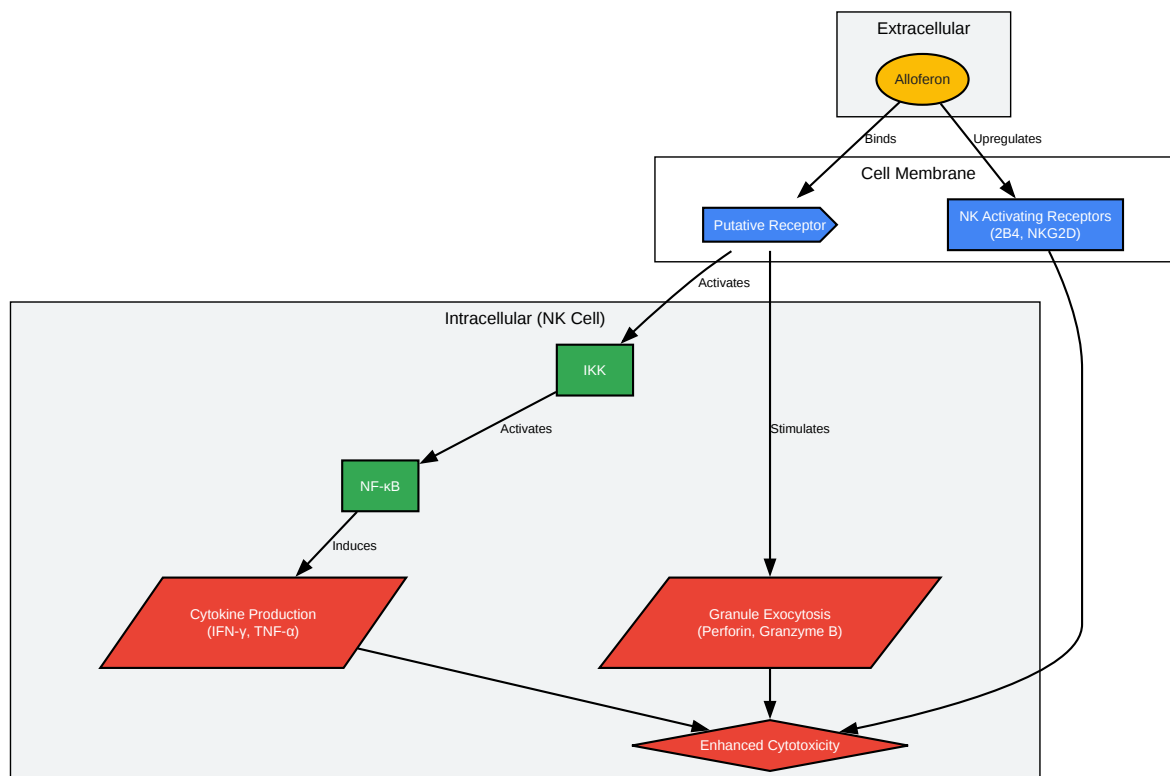 Extracellular
Alloferon
Binds
Upregulates
Cell Membrane
Putative Receptor
NK Activating Receptors
(2B4, NKG2D)
Activates
Intracellular (NK Cell)
IKK
Activates
Stimulates
NF-κB
Induces
Cytokine Production
(IFN-γ, TNF-α)
Granule Exocytosis
(Perforin, Granzyme B)
Enhanced Cytotoxicity